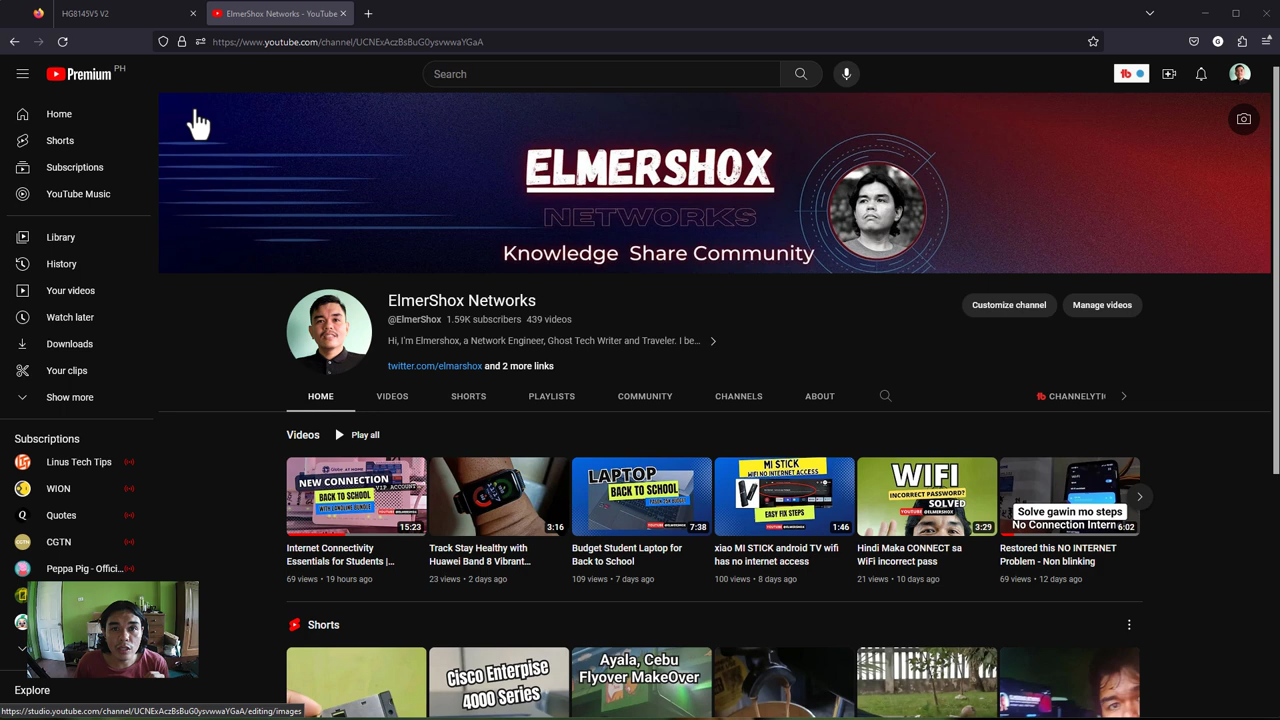 HG8145V5 V2
ElmerShox Networks - YouTube
https://www.youtube.com/channel/UCNExAczBsBuG0ysvwwaYGaA
Premium PH
Search
Home
Shorts
Subscriptions
YouTube Music
Library
History
Your videos
Watch later
Downloads
Your clips
Show more
Subscriptions
Linus Tech Tips
WION
Quotes
CGTN
Peppa Pig - Offici...
Explore
ELMERSHOX
NETWORKS
Knowledge Share Community
ElmerShox Networks
@ElmerShox 1.59K subscribers 439 videos
Hi, I'm Elmershox, a Network Engineer, Ghost Tech Writer and Traveler. I be...
twitter.com/elmarshox and 2 more links
Customize channel
Manage videos
HOME
VIDEOS
SHORTS
PLAYLISTS
COMMUNITY
CHANNELS
ABOUT
CHANNELYTI
Videos
Play all
NEW CONNECTION
BACK TO SCHOOL
15:23
Internet Connectivity
Essentials for Students |...
69 views • 19 hours ago
3:16
Track Stay Healthy with
Huawei Band 8 Vibrant...
23 views • 2 days ago
LAPTOP
BACK TO SCHOOL
7:38
Budget Student Laptop for
Back to School
109 views • 7 days ago
MI STICK
WIFI NO INTERNET ACCESS
EASY FIX STEPS
1:46
xiao MI STICK android TV wifi
has no internet access
100 views • 8 days ago
WIFI
INCORRECT PASSWORD?
SOLVED
3:29
Hindi Maka CONNECT sa
WiFi incorrect pass
21 views • 10 days ago
Solve gawin mo steps
No Connection Intern
6:02
Restored this NO INTERNET
Problem - Non blinking
69 views • 12 days ago
Shorts
Cisco Enterpise
4000 Series
Ayala, Cebu
Flyover MakeOver
https://studio.youtube.com/channel/UCNExAczBsBuG0ysvwwaYGaA/editing/images